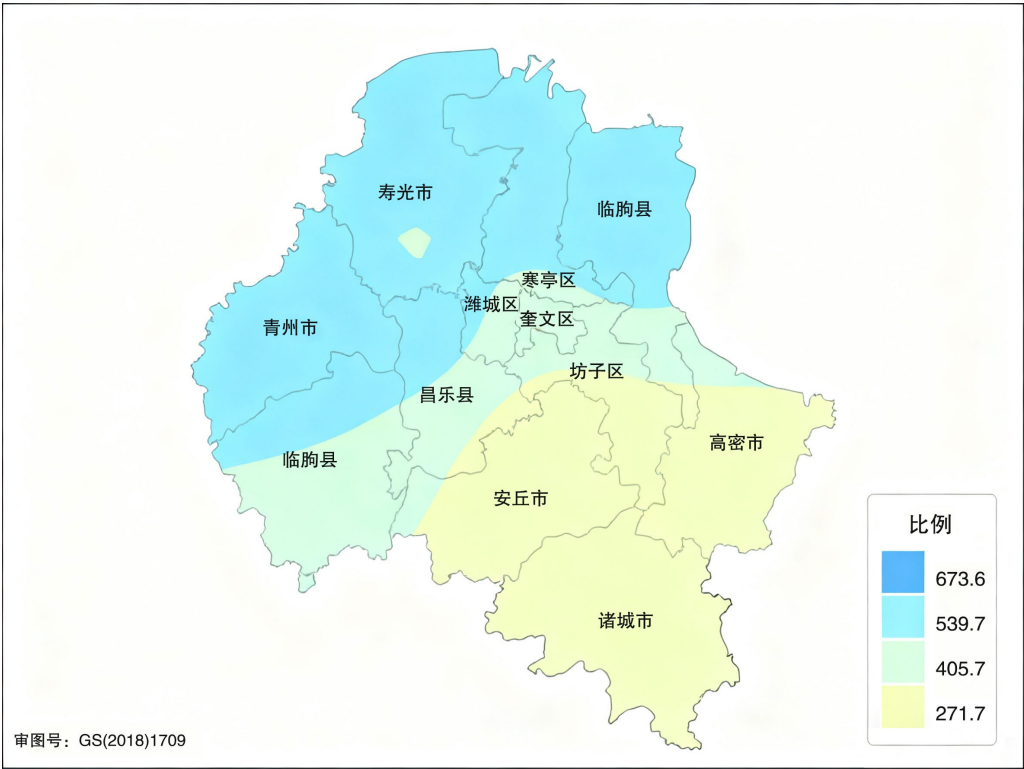 寿光市
临朐县
寒亭区
潍城区
奎文区
青州市
坊子区
昌乐县
高密市
临朐县
安丘市
诸城市
比例
673.6
539.7
405.7
271.7
审图号：GS(2018)1709